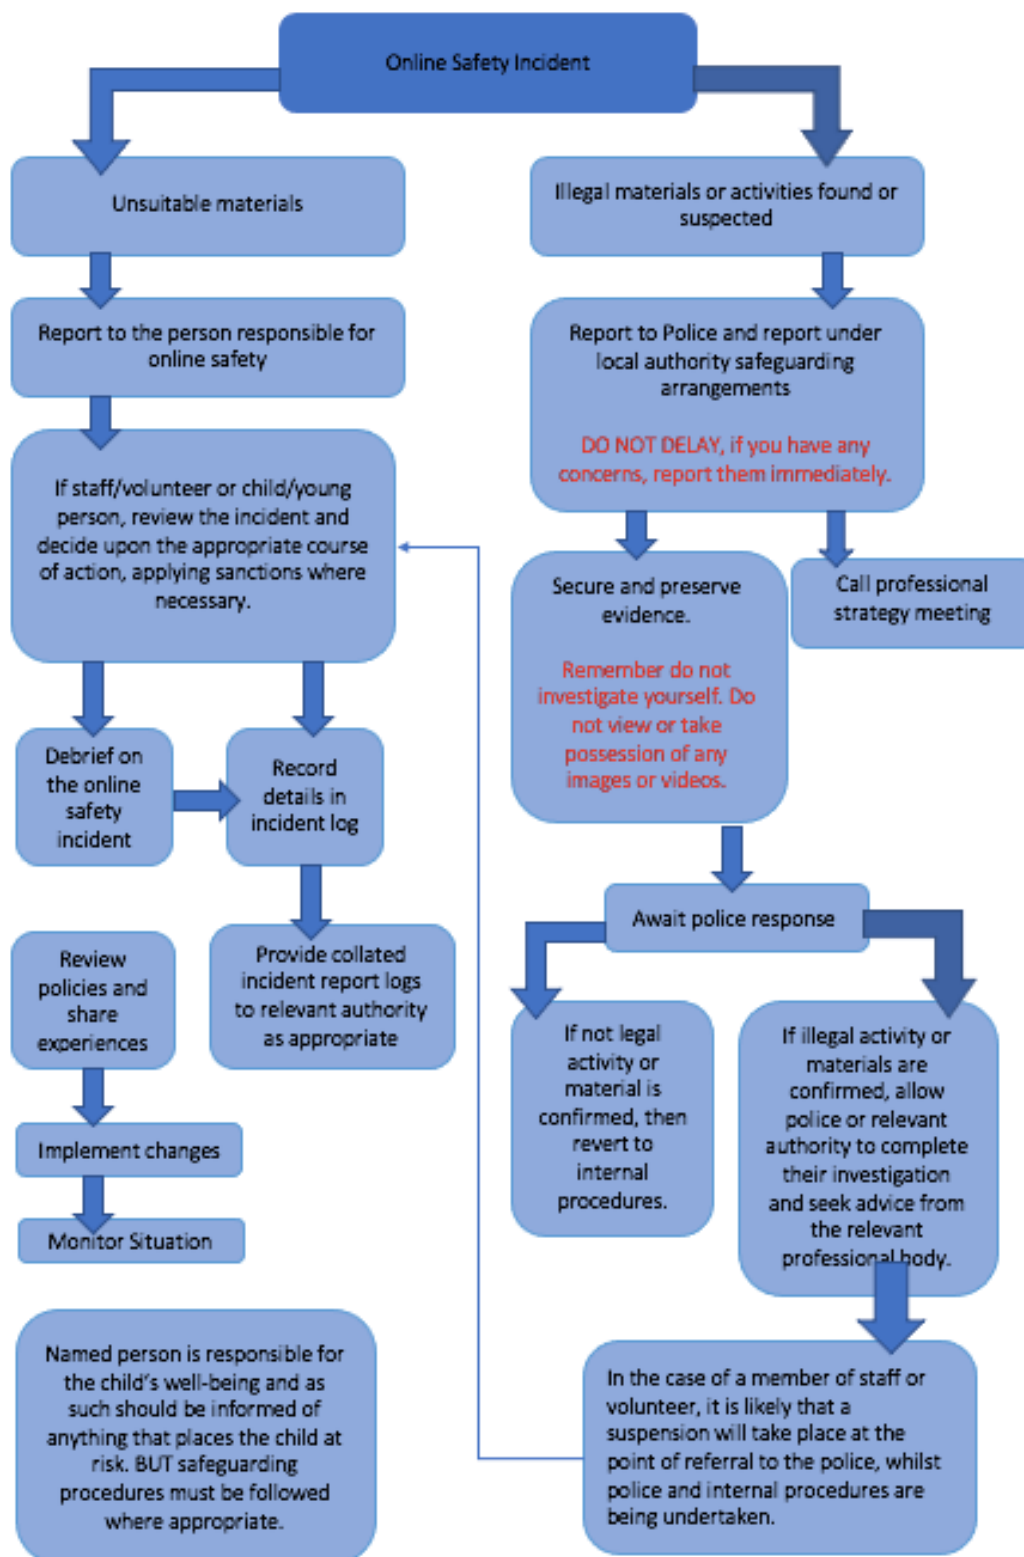 Online Safety Incident
Unsuitable materials
Illegal materials or activities found or
suspected
Report to the person responsible for
online safety
Report to Police and report under
local authority safeguarding
arrangements
DO NOT DELAY, if you have any
concerns, report them immediately.
If staff/volunteer or child/young
person, review the incident and
decide upon the appropriate course
of action, applying sanctions where
necessary.
Secure and preserve
evidence.
Remember do not
investigate yourself. Do
not view or take
possession of any
images or videos.
Call professional
strategy meeting
Debrief on
the online
safety
incident
Record
details in
incident log
Await police response
Review
policies and
share
experiences
Provide collated
incident report logs
to relevant authority
as appropriate
If not legal
activity or
material is
confirmed, then
revert to
internal
procedures.
If illegal activity or
materials are
confirmed, allow
police or relevant
authority to complete
their investigation
and seek advice from
the relevant
professional body.
Implement changes
Monitor Situation
Named person is responsible for
the child's well-being and as
such should be informed of
anything that places the child at
risk. BUT safeguarding
procedures must be followed
where appropriate.
In the case of a member of staff or
volunteer, it is likely that a
suspension will take place at the
point of referral to the police, whilst
police and internal procedures are
being undertaken.